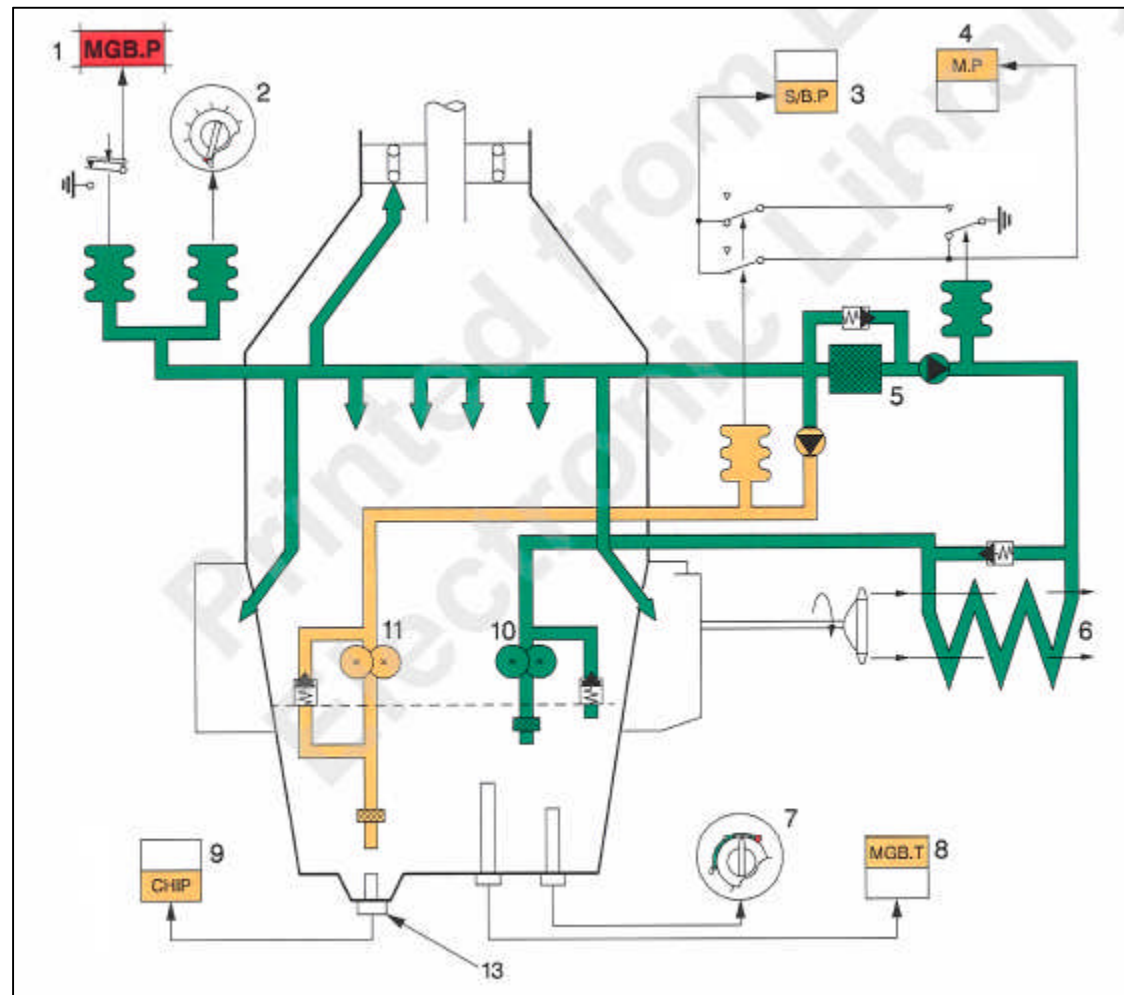 1 MGB.P
2
3 S/B.P
4 M.P
5
6
7
8 MGB.T
9 CHIP
10
11
13
Printed from
Electronic Library